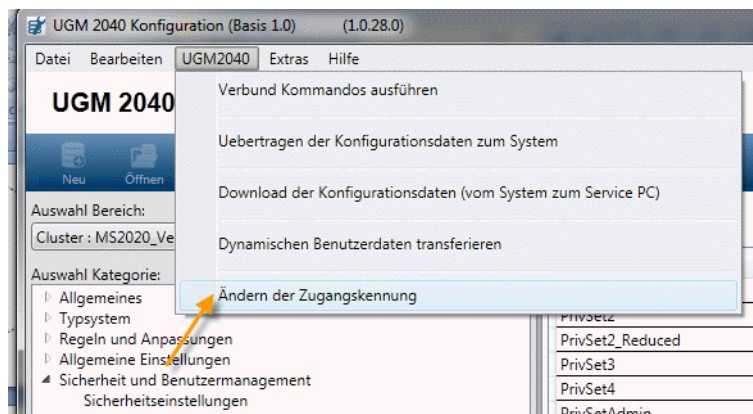 UGM 2040 Konfiguration (Basis 1.0) (1.0.28.0)
Datei Bearbeiten UGM2040 Extras Hilfe
UGM 2040
Verbund Kommandos ausführen
Uebertragen der Konfigurationsdaten zum System
Neu Öffnen
Download der Konfigurationsdaten (vom System zum Service PC)
Auswahl Bereich:
Cluster : MS2020_Ve
Dynamischen Benutzerdaten transferieren
Auswahl Kategorie:
Ändern der Zugangskennung
Allgemeines
Typsystem
PrivSet2
Regeln und Anpassungen
PrivSet2_Reduced
Allgemeine Einstellungen
PrivSet3
Sicherheit und Benutzermanagement
PrivSet4
Sicherheitseinstellungen
PrivSetAdmin